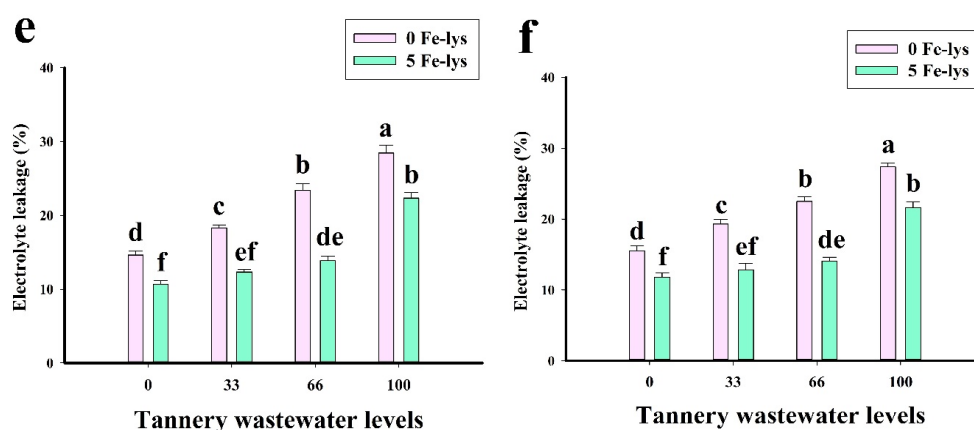 e
0 Fe-lys
5 Fe-lys
Electrolyte leakage (%)
40
30
20
10
0
d
f
c
ef
b
de
a
b
0
33
66
100
Tannery wastewater levels
f
0 Fe-lys
5 Fe-lys
Electrolyte leakage (%)
40
30
20
10
0
d
f
c
ef
b
de
a
b
0
33
66
100
Tannery wastewater levels